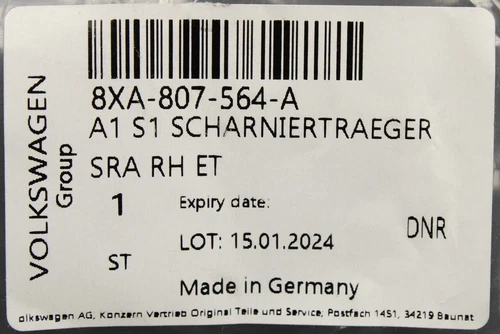 VOLKSWAGEN
Group
8XA-807-564-A
A1 S1 SCHARNIERTRAEGER
SRA RH ET
1
Expiry date:
DNR
LOT: 15.01.2024
ST
Made in Germany
olkswagen AG, Konzern Vertrieb Original Teile und Service, Postfach 1451, 34219 Baunat